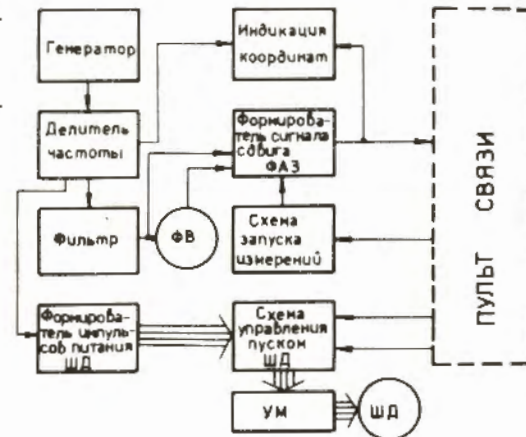 Генератор
Делитель
частоты
Фильтр
ФВ
Формирова-
тель импуль-
сов питания
ШД
Индикация
координат
Формирова-
тель сигнала
сдвига
ФАЗ
Схема
запуска
измерений
Схема
управления
пуском
ШД
УМ
ШД
ПУЛЬТ СВЯЗИ